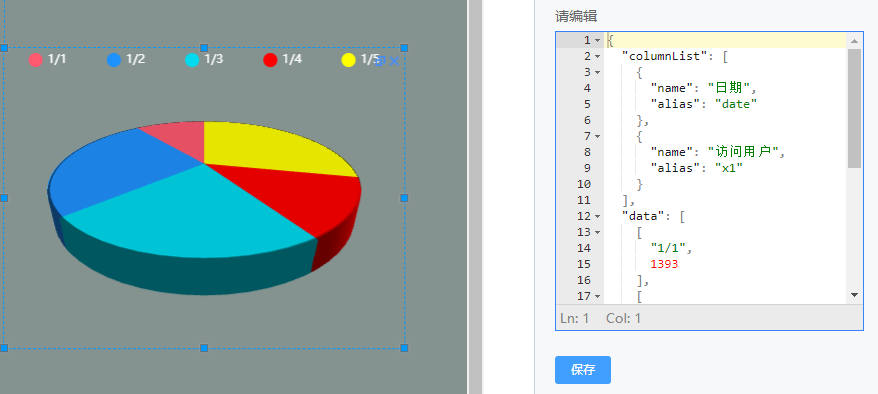 1/1 1/2 1/3 1/4 1/5
请编辑
1 {
2 "columnList": [
3 {
4 "name": "日期",
5 "alias": "date"
6 },
7 {
8 "name": "访问用户",
9 "alias": "x1"
10 }
11 ],
12 "data": [
13 [
14 "1/1",
15 1393
16 ],
17 [
Ln: 1 Col: 1
保存